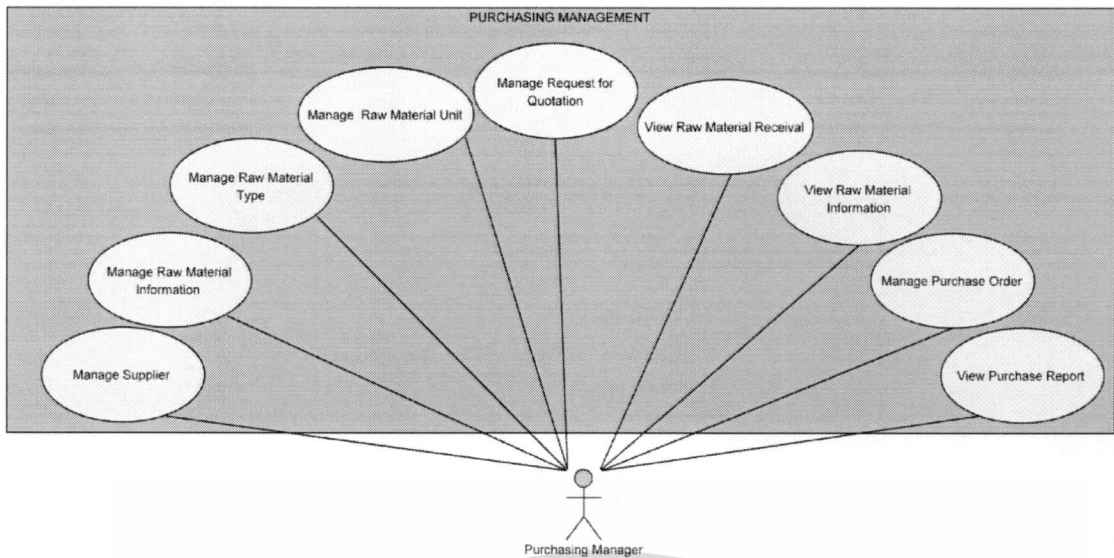 PURCHASING MANAGEMENT
Manage Request for
Quotation
Manage Raw Material Unit
View Raw Material Receival
Manage Raw Material
Type
View Raw Material
Information
Manage Raw Material
Information
Manage Purchase Order
Manage Supplier
View Purchase Report
Purchasing Manager